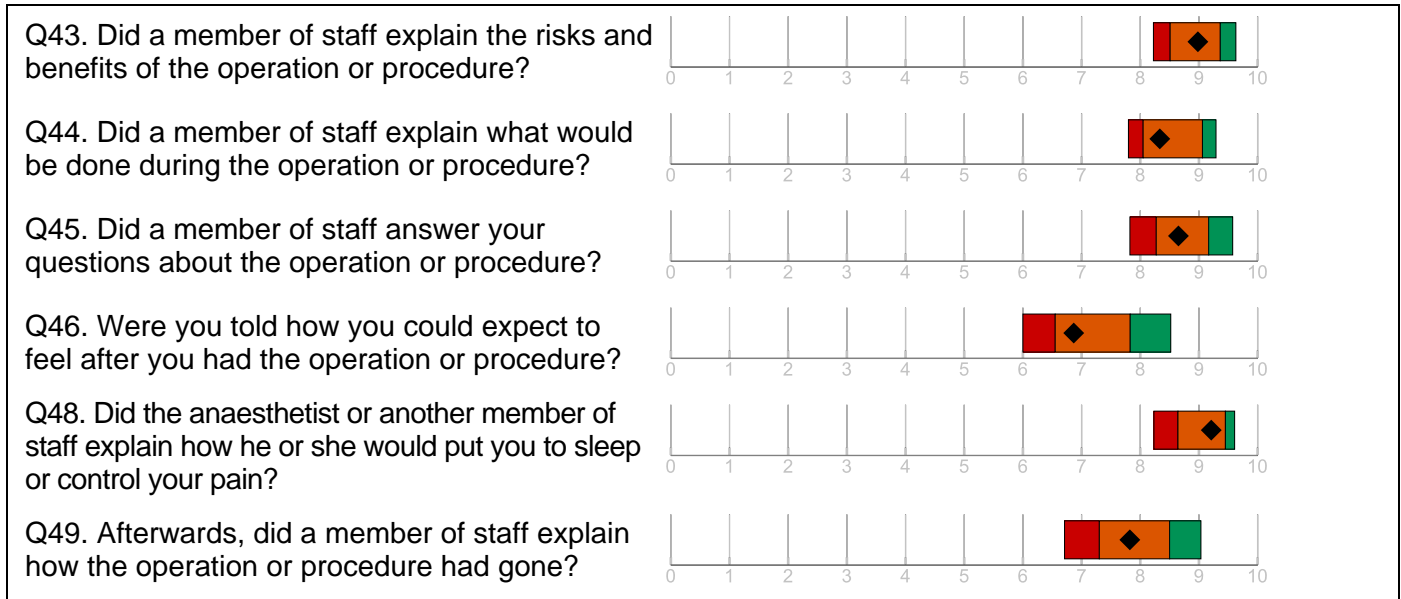 Q43. Did a member of staff explain the risks and
benefits of the operation or procedure?
0 1 2 3 4 5 6 7 8 9 10
Q44. Did a member of staff explain what would
be done during the operation or procedure?
0 1 2 3 4 5 6 7 8 9 10
Q45. Did a member of staff answer your
questions about the operation or procedure?
0 1 2 3 4 5 6 7 8 9 10
Q46. Were you told how you could expect to
feel after you had the operation or procedure?
0 1 2 3 4 5 6 7 8 9 10
Q48. Did the anaesthetist or another member of
staff explain how he or she would put you to sleep
or control your pain?
0 1 2 3 4 5 6 7 8 9 10
Q49. Afterwards, did a member of staff explain
how the operation or procedure had gone?
0 1 2 3 4 5 6 7 8 9 10